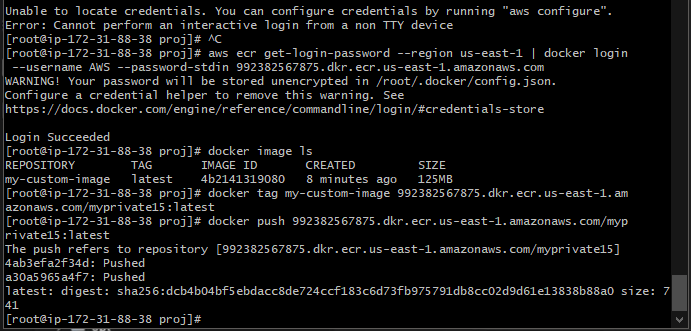 Unable to locate credentials. You can configure credentials by running "aws configure".
Error: Cannot perform an interactive login from a non TTY device
[root@ip-172-31-88-38 proj]# ^C
[root@ip-172-31-88-38 proj]# aws ecr get-login-password --region us-east-1 | docker login
--username AWS --password-stdin 992382567875.dkr.ecr.us-east-1.amazonaws.com
WARNING! Your password will be stored unencrypted in /root/.docker/config.json.
Configure a credential helper to remove this warning. See
https://docs.docker.com/engine/reference/commandline/login/#credentials-store
Login Succeeded
[root@ip-172-31-88-38 proj]# docker image ls
REPOSITORY TAG IMAGE ID CREATED SIZE
my-custom-image latest 4b2141319080 8 minutes ago 125MB
[root@ip-172-31-88-38 proj]# docker tag my-custom-image 992382567875.dkr.ecr.us-east-1.am
azonaws.com/myprivate15:latest
[root@ip-172-31-88-38 proj]# docker push 992382567875.dkr.ecr.us-east-1.amazonaws.com/myp
rivate15:latest
The push refers to repository [992382567875.dkr.ecr.us-east-1.amazonaws.com/myprivate15]
4ab3efa2f34d: Pushed
a30a5965a4f7: Pushed
latest: digest: sha256:dcb4b04bf5ebdacc8de724ccf183c6d73fb975791db8cc02d9d61e13838b88a0 size: 7
41
[root@ip-172-31-88-38 proj]#